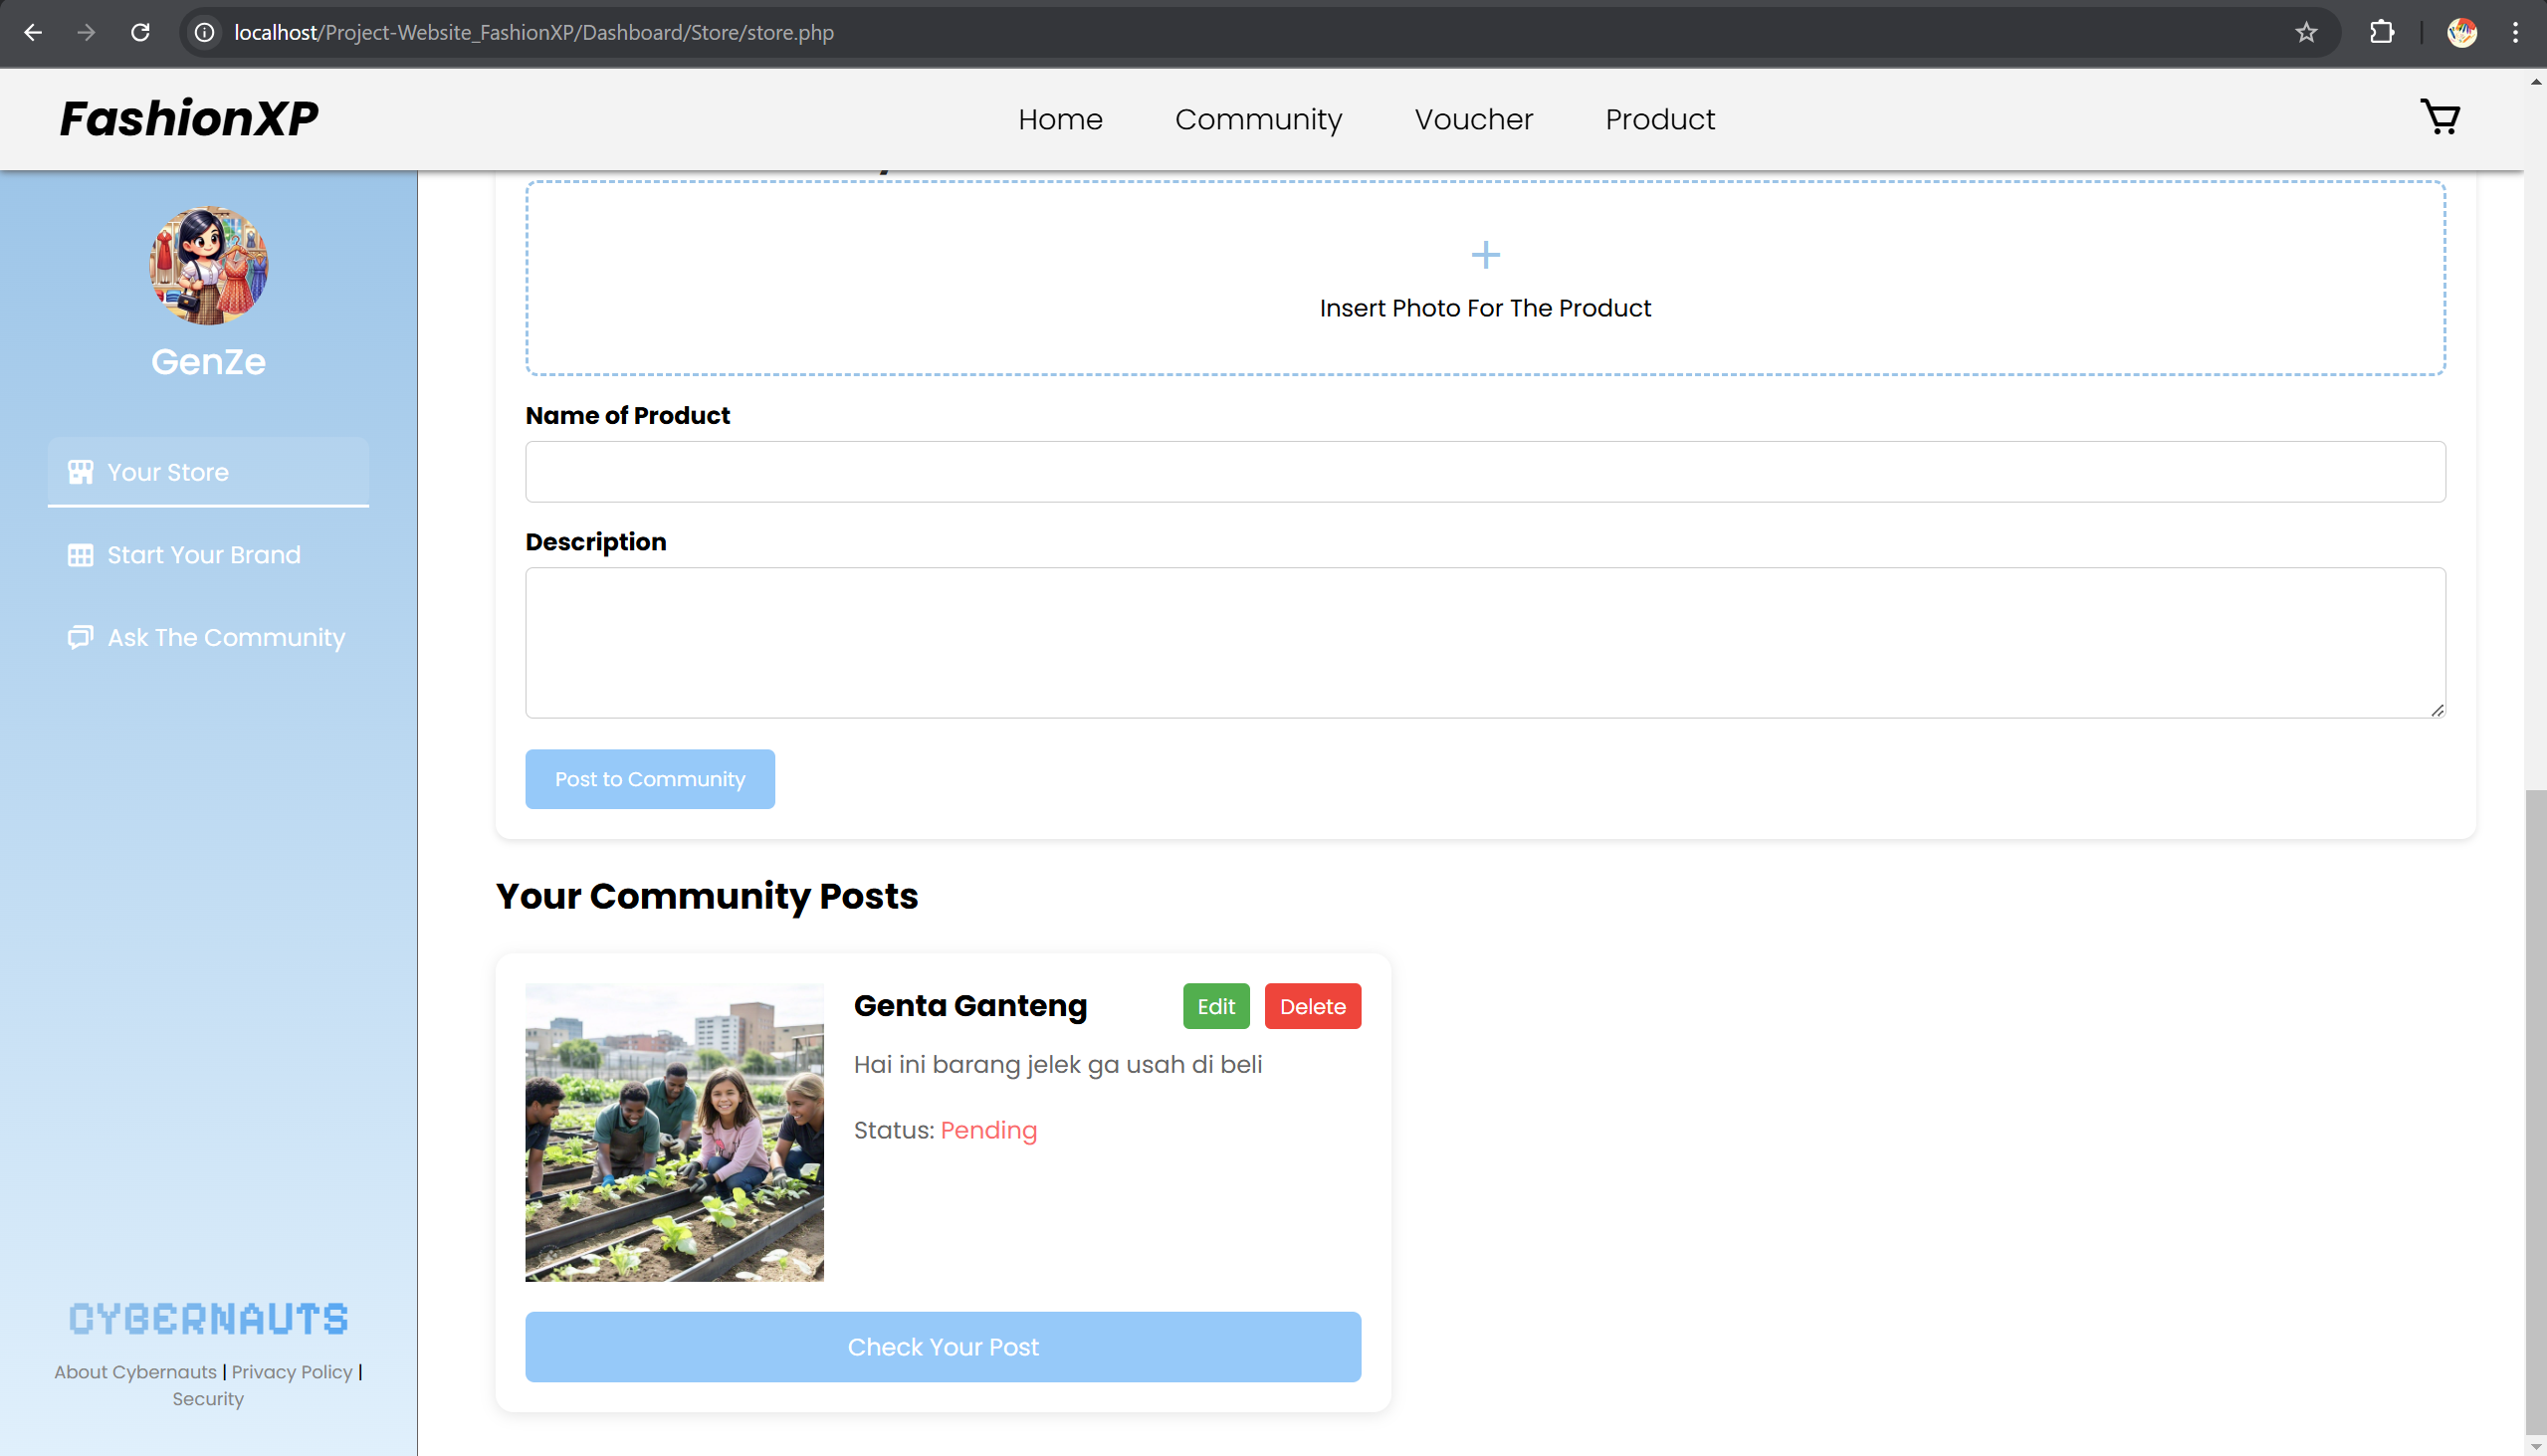 localhost/Project-Website_FashionXP/Dashboard/Store/store.php
FashionXP
Home
Community
Voucher
Product
GenZe
Your Store
Start Your Brand
Ask The Community
CYBERNAUTS
About Cybernauts | Privacy Policy |
Security
Insert Photo For The Product
Name of Product
Description
Post to Community
Your Community Posts
Genta Ganteng
Edit
Delete
Hai ini barang jelek ga usah di beli
Status: Pending
Check Your Post